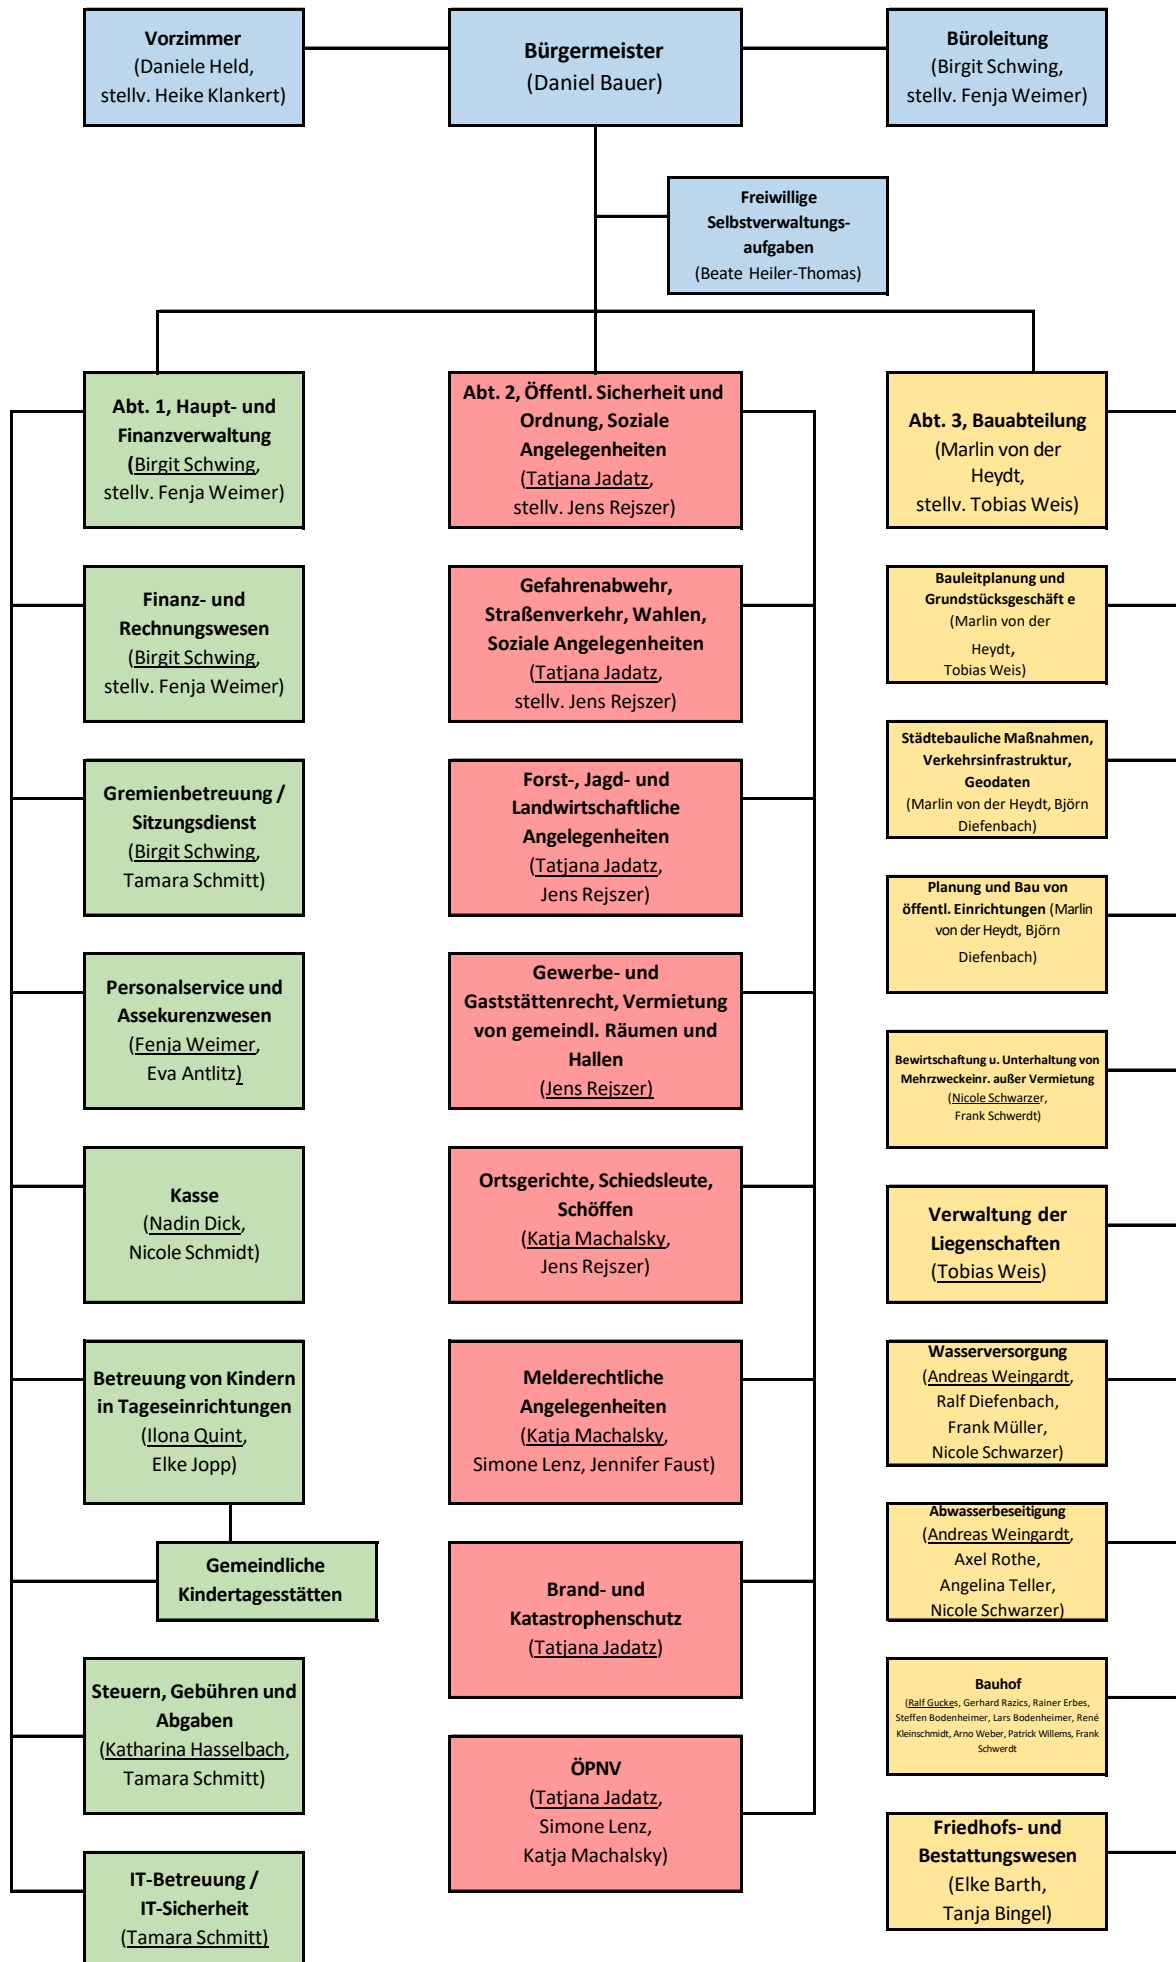 Vorzimmer
(Daniele Held,
stellv. Heike Klankert)
Bürgermeister
(Daniel Bauer)
Büroleitung
(Birgit Schwing,
stellv. Fenja Weimer)
Freiwillige
Selbstverwaltungs-
aufgaben
(Beate Heiler-Thomas)
Abt. 1, Haupt- und
Finanzverwaltung
(Birgit Schwing,
stellv. Fenja Weimer)
Finanz- und
Rechnungswesen
(Birgit Schwing,
stellv. Fenja Weimer)
Gremienbetreuung /
Sitzungsdienst
(Birgit Schwing,
Tamara Schmitt)
Personalservice und
Assekurenzwesen
(Fenja Weimer,
Eva Antlitz)
Kasse
(Nadin Dick,
Nicole Schmidt)
Betreuung von Kindern
in Tageseinrichtungen
(Ilona Quint,
Elke Jopp)
Gemeindliche
Kindertagesstätten
Steuern, Gebühren und
Abgaben
(Katharina Hasselbach,
Tamara Schmitt)
IT-Betreuung /
IT-Sicherheit
(Tamara Schmitt)
Abt. 2, Öffentl. Sicherheit und
Ordnung, Soziale
Angelegenheiten
(Tatjana Jadatz,
stellv. Jens Rejszer)
Gefahrenabwehr,
Straßenverkehr, Wahlen,
Soziale Angelegenheiten
(Tatjana Jadatz,
stellv. Jens Rejszer)
Forst-, Jagd- und
Landwirtschaftliche
Angelegenheiten
(Tatjana Jadatz,
Jens Rejszer)
Gewerbe- und
Gaststättenrecht, Vermietung
von gemeindl. Räumen und
Hallen
(Jens Rejszer)
Ortsgerichte, Schiedsleute,
Schöffen
(Katja Machalsky,
Jens Rejszer)
Melderechtliche
Angelegenheiten
(Katja Machalsky,
Simone Lenz, Jennifer Faust)
Brand- und
Katastrophenschutz
(Tatjana Jadatz)
ÖPNV
(Tatjana Jadatz,
Simone Lenz,
Katja Machalsky)
Abt. 3, Bauabteilung
(Marlin von der
Heydt,
stellv. Tobias Weis)
Bauleitplanung und
Grundstücksgeschäft e
(Marlin von der
Heydt,
Tobias Weis)
Städtebauliche Maßnahmen,
Verkehrsinfrastruktur,
Geodaten
(Marlin von der Heydt, Björn
Diefenbach)
Planung und Bau von
öffentl. Einrichtungen (Marlin
von der Heydt, Björn
Diefenbach)
Bewirtschaftung u. Unterhaltung von
Mehrzweckeinr. außer Vermietung
(Nicole Schwarzer,
Frank Schwerdt)
Verwaltung der
Liegenschaften
(Tobias Weis)
Wasserversorgung
(Andreas Weingardt,
Ralf Diefenbach,
Frank Müller,
Nicole Schwarzer)
Abwasserbeseitigung
(Andreas Weingardt,
Axel Rothe,
Angelina Teller,
Nicole Schwarzer)
Bauhof
(Ralf Guckes, Gerhard Razics, Rainer Erbes,
Steffen Bodenheimer, Lars Bodenheimer, René
Kleinschmidt, Arno Weber, Patrick Willems, Frank
Schwerdt
Friedhofs- und
Bestattungswesen
(Elke Barth,
Tanja Bingel)